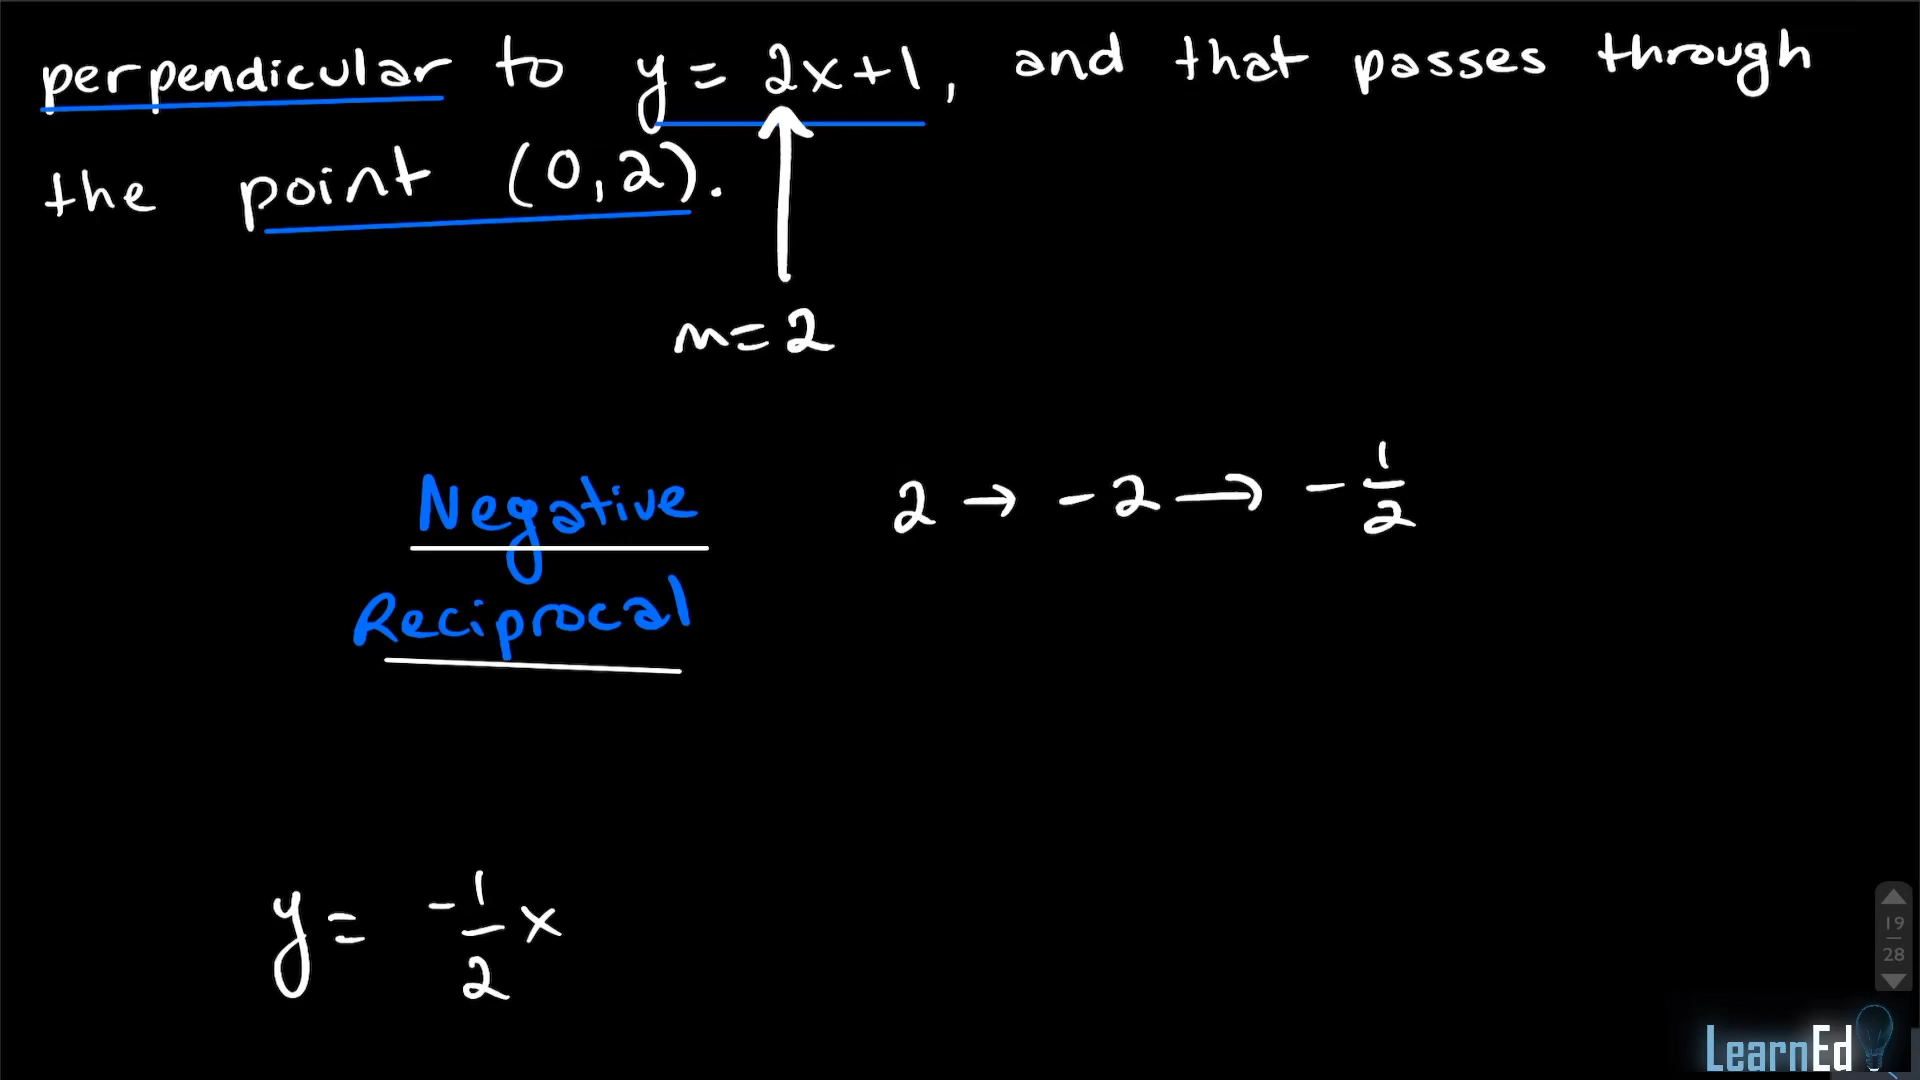 perpendicular to y = 2x+1, and that passes through
the point (0,2).
m=2
Negative
Reciprocal
2 → -2 → -1/2
y= -1/2 x
19
28
LearnEd